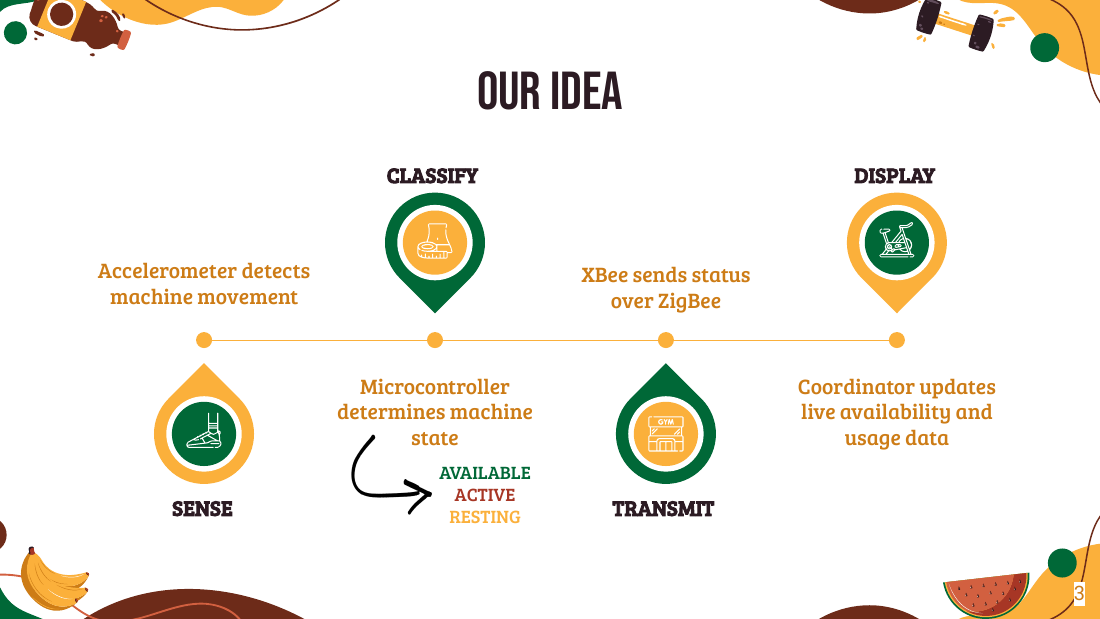 OUR IDEA
CLASSIFY
DISPLAY
Accelerometer detects
machine movement
XBee sends status
over ZigBee
Microcontroller
determines machine
state
AVAILABLE
ACTIVE
RESTING
GYM
Coordinator updates
live availability and
usage data
SENSE
TRANSMIT
3